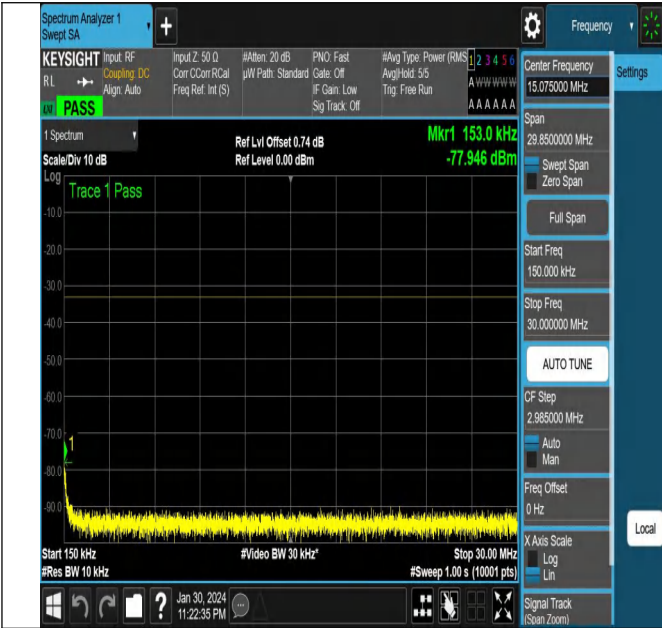 Spectrum Analyzer 1
Swept SA
+
Frequency
KEYSIGHT
RL
LXI
PASS
Input: RF
Coupling: DC
Align: Auto
Input Z: 50 Ω
Corr CCorr RCal
Freq Ref: Int (S)
#Atten: 20 dB
µW Path: Standard
PNO: Fast
Gate: Off
IF Gain: Low
Sig Track: Off
#Avg Type: Power (RMS
Avg|Hold: 5/5
Trig: Free Run
1 2 3 4 5 6
A W W W W W
A A A A A A
Center Frequency
15.075000 MHz
Settings
Span
29.8500000 MHz
Swept Span
Zero Span
Full Span
Start Freq
150.000 kHz
Stop Freq
30.000000 MHz
AUTO TUNE
CF Step
2.985000 MHz
Auto
Man
Freq Offset
0 Hz
X Axis Scale
Log
Lin
Signal Track
(Span Zoom)
Local
1 Spectrum
Scale/Div 10 dB
Ref Lvl Offset 0.74 dB
Ref Level 0.00 dBm
Mkr1 153.0 kHz
-77.946 dBm
Log
Trace 1 Pass
-10.0
-20.0
-30.0
-40.0
-50.0
-60.0
-70.0
1
-80.0
-90.0
Start 150 kHz
#Res BW 10 kHz
#Video BW 30 kHz*
Stop 30.00 MHz
#Sweep 1.00 s (10001 pts)
?
Jan 30, 2024
11:22:35 PM